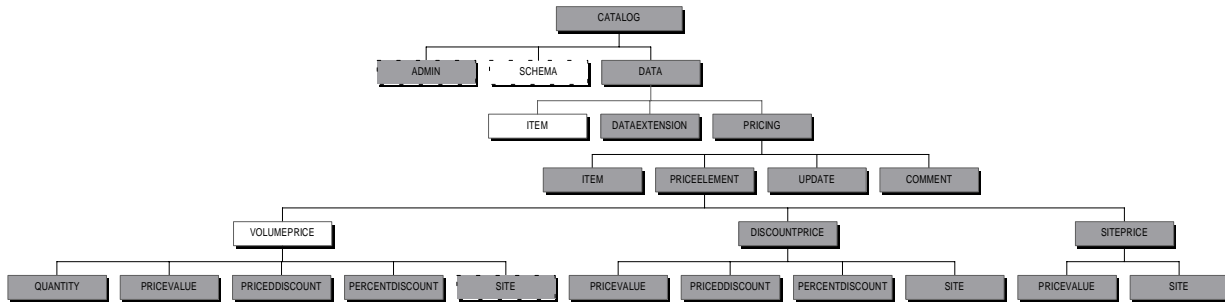 CATALOG
ADMIN SCHEMA DATA
ITEM DATAEXTENSION PRICING
ITEM PRICEELEMENT UPDATE COMMENT
VOLUMEPRICE DISCOUNTPRICE SITEPRICE
QUANTITY PRICEVALUE PRICEDDISCOUNT PERCENTDISCOUNT SITE PRICEVALUE PRICEDDISCOUNT PERCENTDISCOUNT SITE PRICEVALUE SITE